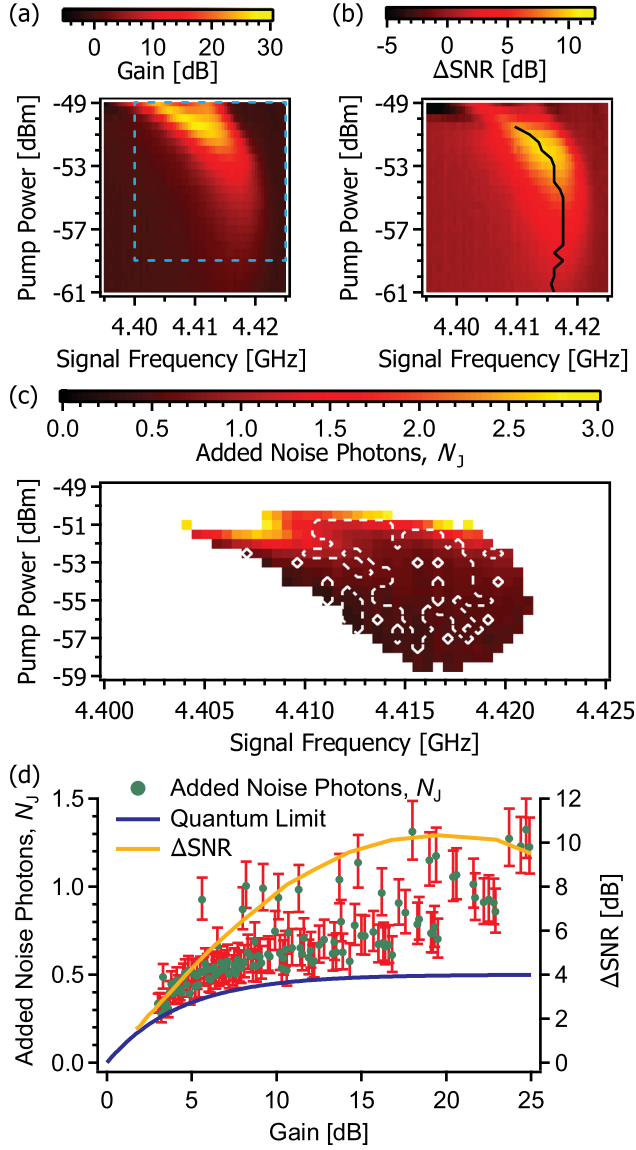 (a)
0 10 20 30
Gain [dB]
-49
-53
-57
-61
Pump Power [dBm]
4.40 4.41 4.42
Signal Frequency [GHz]
(b)
-5 0 5 10
ΔSNR [dB]
-49
-53
-57
-61
Pump Power [dBm]
4.40 4.41 4.42
Signal Frequency [GHz]
(c)
0.0 0.5 1.0 1.5 2.0 2.5 3.0
Added Noise Photons, NJ
-49
-51
-53
-55
-57
-59
Pump Power [dBm]
4.400 4.405 4.410 4.415 4.420 4.425
Signal Frequency [GHz]
(d)
Added Noise Photons, NJ
Quantum Limit
ΔSNR
1.5
1.0
0.5
0.0
Added Noise Photons, NJ
12
10
8
6
4
2
0
ΔSNR [dB]
0 5 10 15 20 25
Gain [dB]